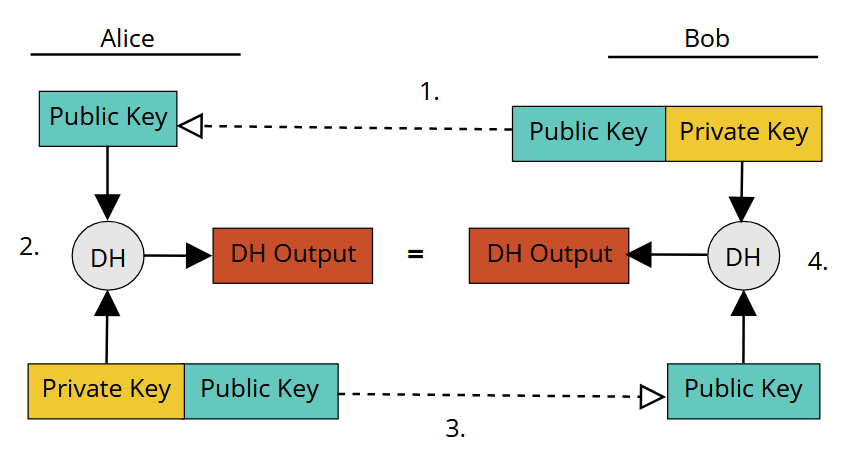 Alice
Bob
1.
Public Key
Public Key
Private Key
2.
DH
DH Output
=
DH Output
DH
4.
Private Key
Public Key
Public Key
3.